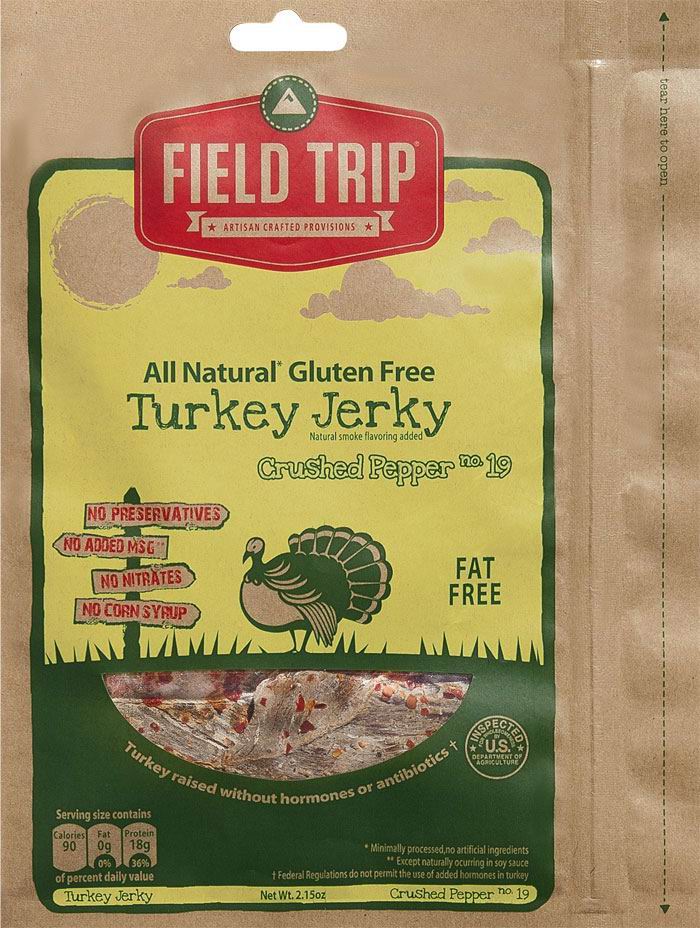 FIELD TRIP®
★ ARTISAN CRAFTED PROVISIONS ★
tear here to open
All Natural* Gluten Free
Turkey Jerky
Natural smoke flavoring added
Crushed Pepper no. 19
NO PRESERVATIVES
NO ADDED MSG**
NO NITRATES
NO CORN SYRUP
FAT
FREE
Turkey raised without hormones or antibiotics †
INSPECTED
FOR WHOLESOMENESS
BY
U.S.
DEPARTMENT OF
AGRICULTURE
Serving size contains
Calories Fat Protein
90 0g 18g
0% 36%
of percent daily value
* Minimally processed,no artificial ingredients
** Except naturally ocurring in soy sauce
† Federal Regulations do not permit the use of added hormones in turkey
Turkey Jerky Net Wt. 2.15oz Crushed Pepper no. 19